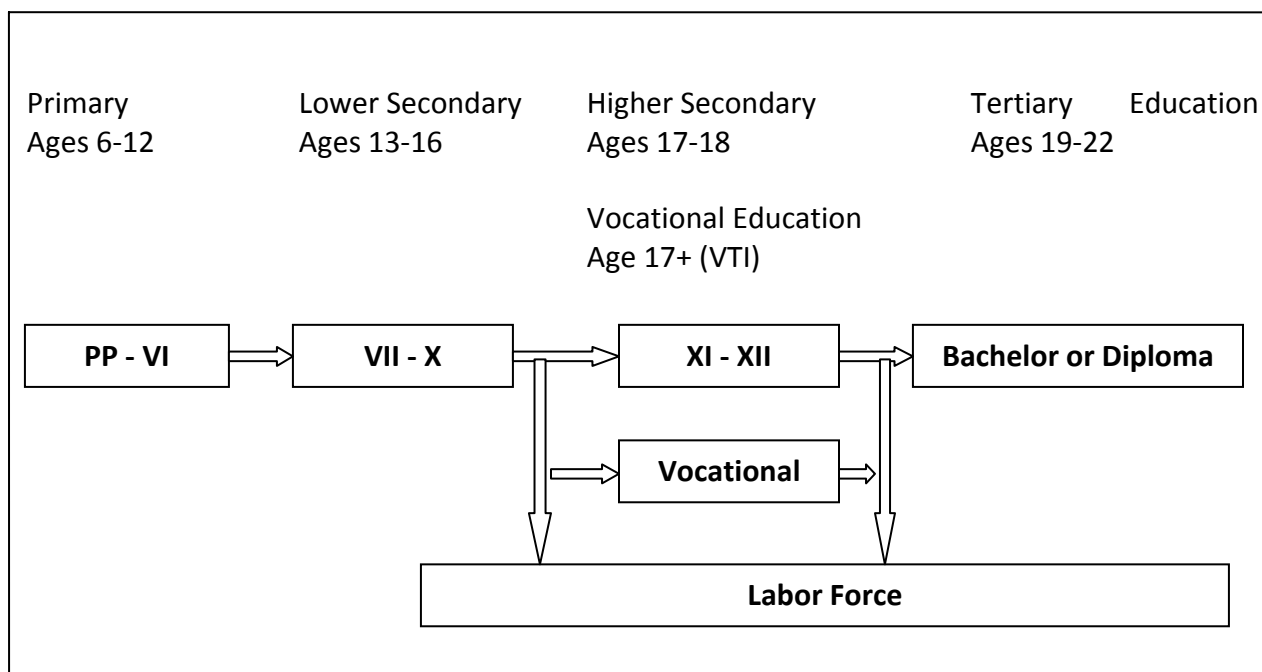 Primary
Ages 6-12
Lower Secondary
Ages 13-16
Higher Secondary
Ages 17-18
Vocational Education
Age 17+ (VTI)
Tertiary Education
Ages 19-22
PP - VI
VII - X
XI - XII
Bachelor or Diploma
Vocational
Labor Force